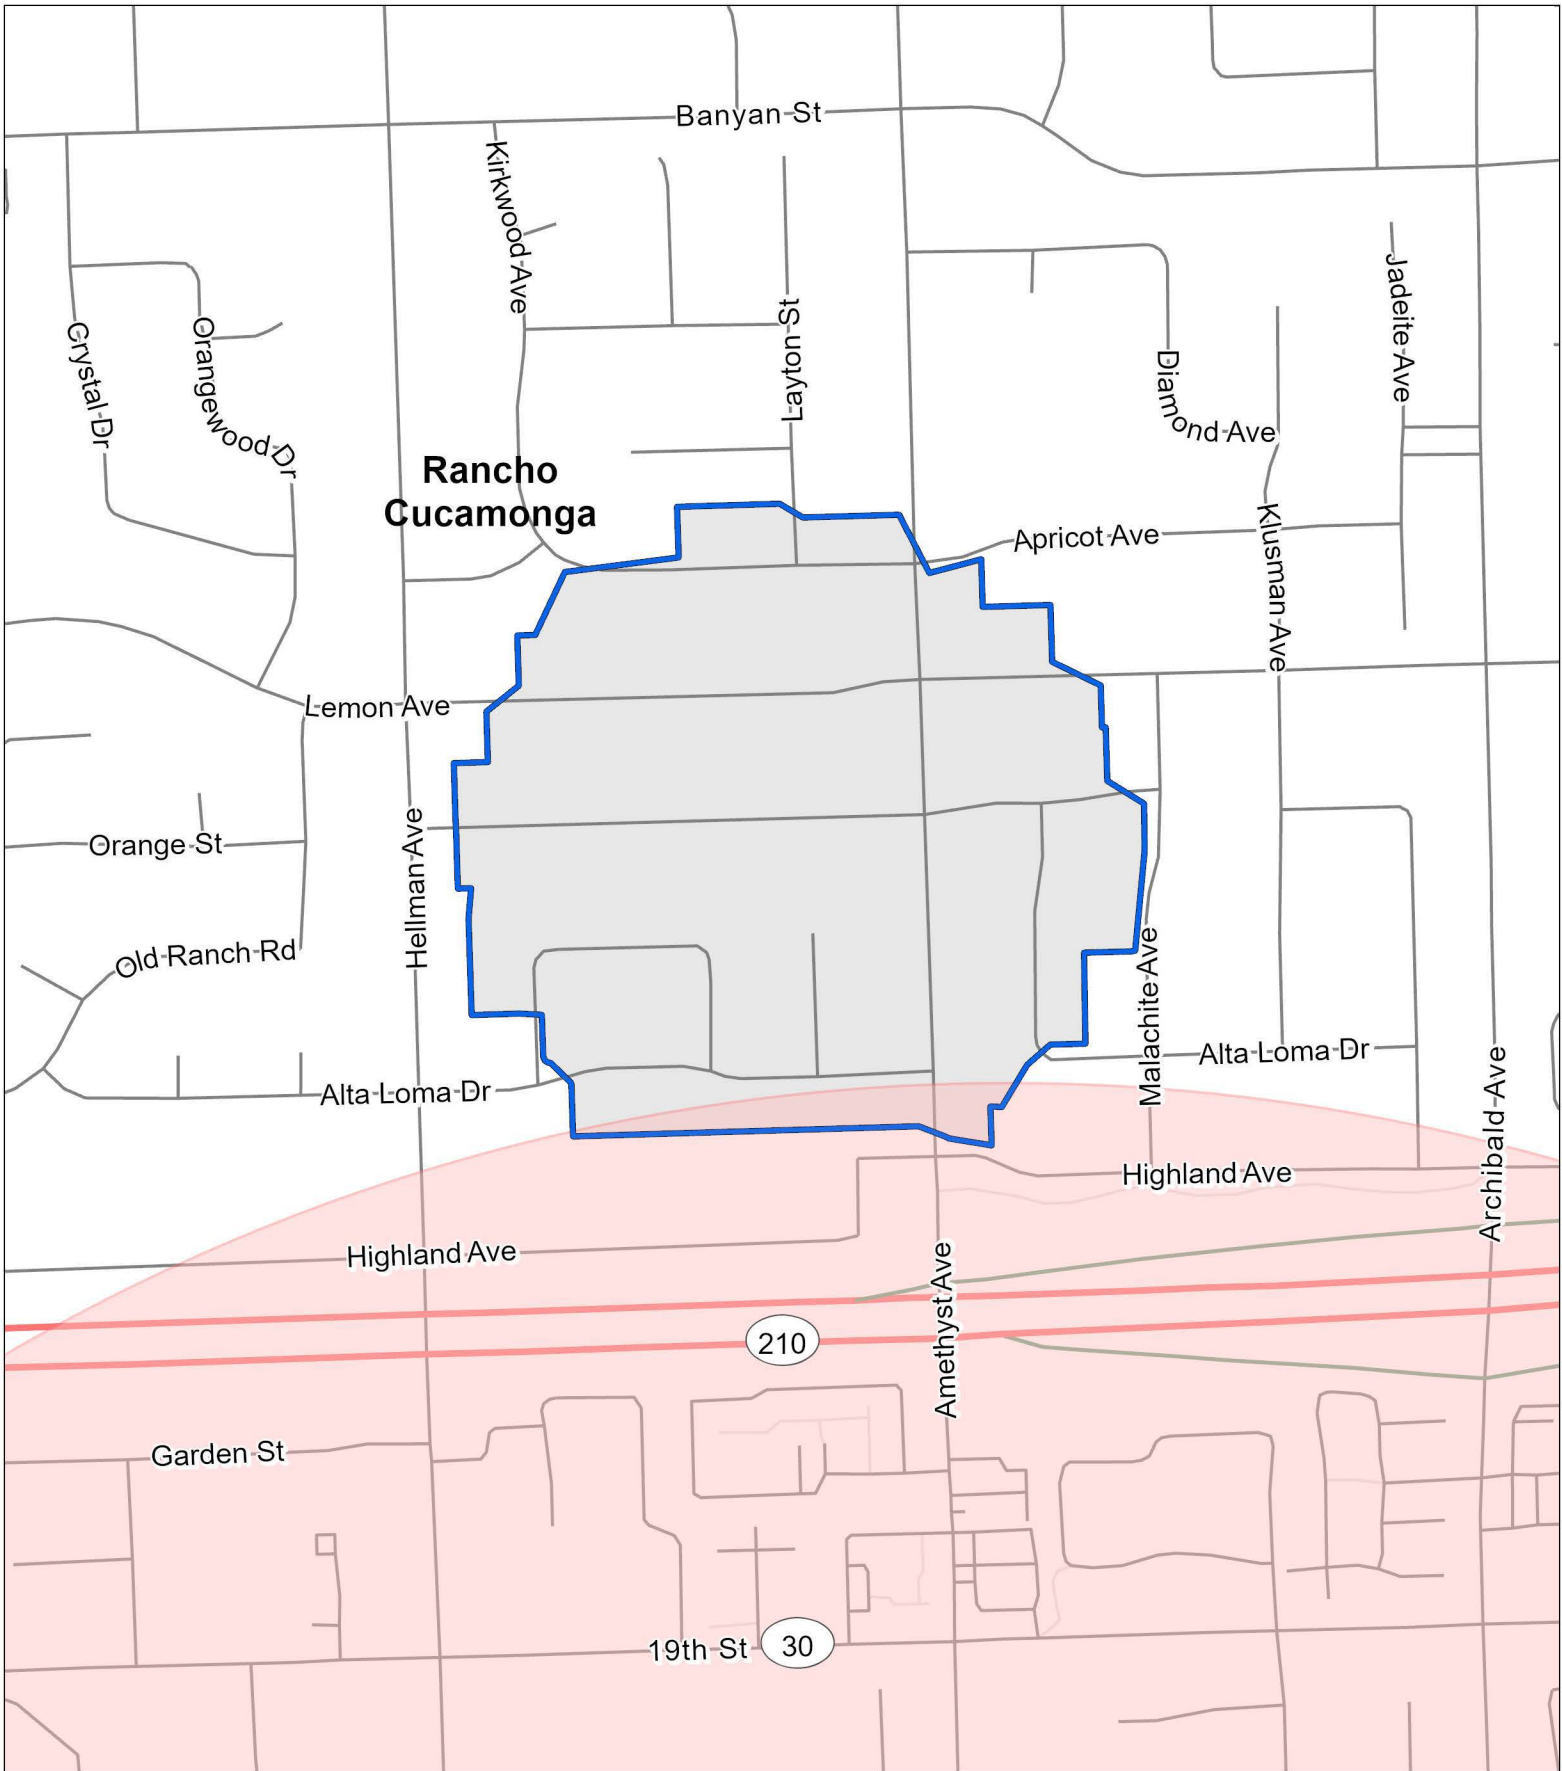 Banyan St
Kirkwood Ave
Layton St
Jadeite Ave
Crystal Dr
Orangewood Dr
Diamond Ave
Rancho
Cucamonga
Apricot Ave
Klusman Ave
Lemon Ave
Orange St
Hellman Ave
Old Ranch Rd
Malachite Ave
Alta Loma Dr
Alta Loma Dr
Archibald Ave
Highland Ave
Highland Ave
Amethyst Ave
210
Garden St
19th St
30